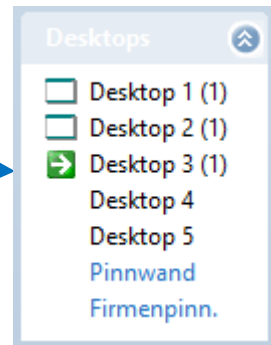 Desktops
Desktop 1 (1)
Desktop 2 (1)
Desktop 3 (1)
Desktop 4
Desktop 5
Pinnwand
Firmenpinn.